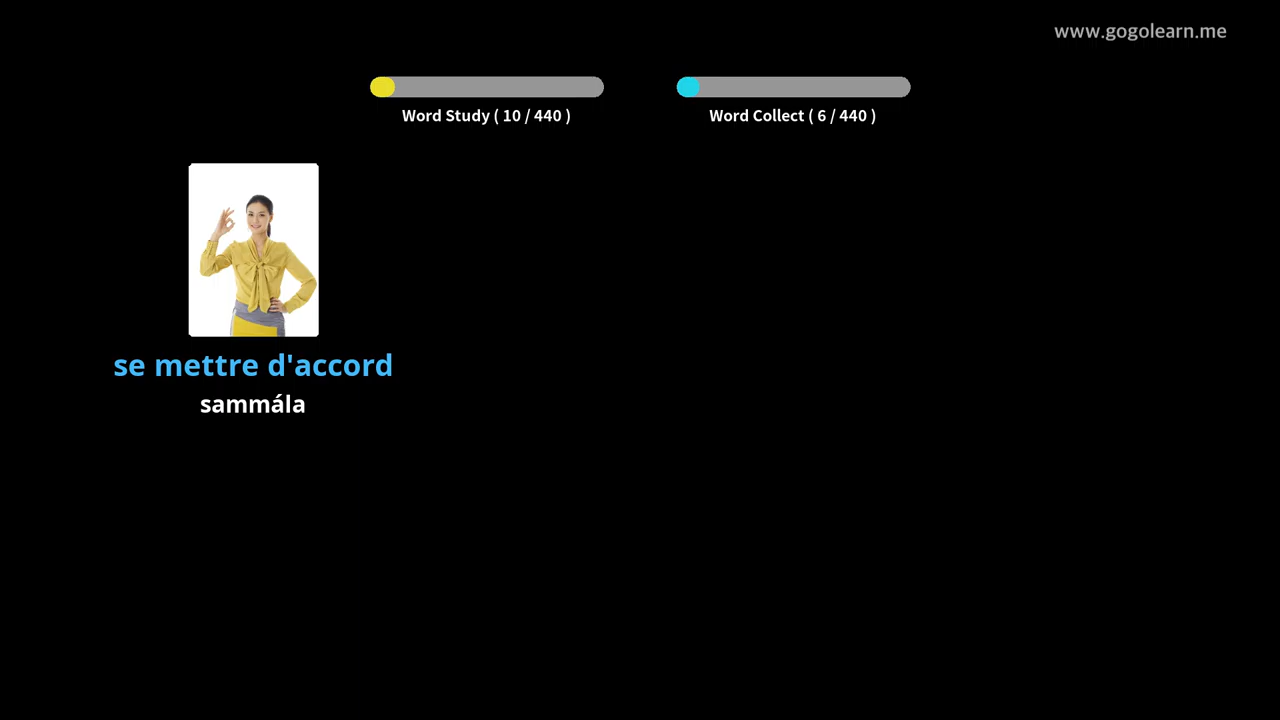 www.gogolearn.me
Word Study ( 10 / 440 )
Word Collect ( 6 / 440 )
se mettre d'accord
sammála